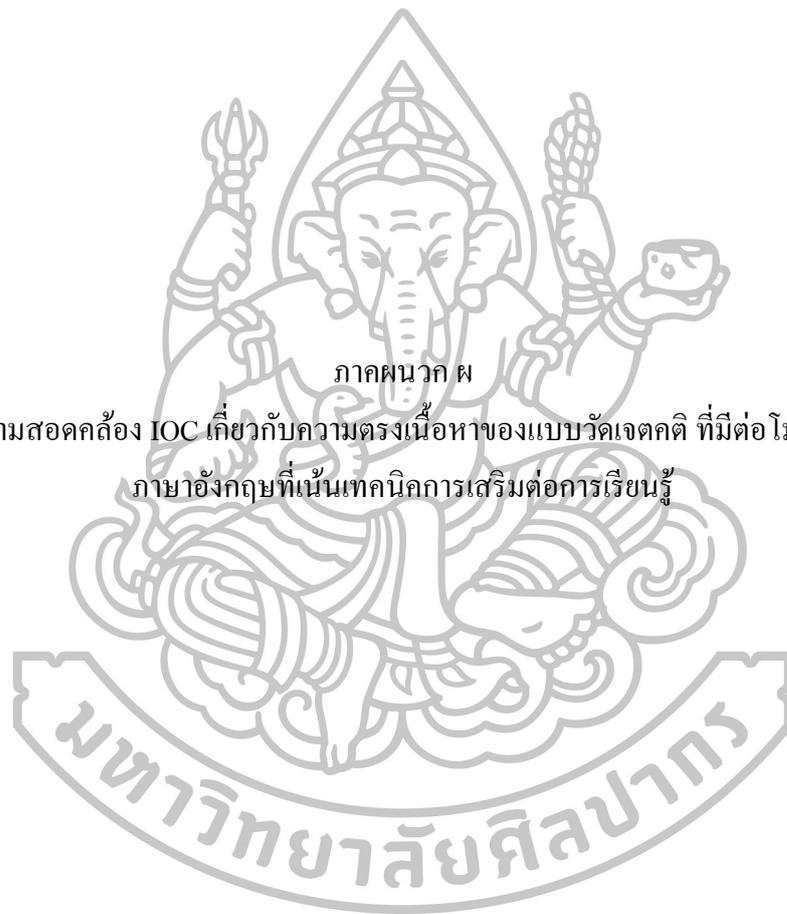 ภาคผนวก ผ
ามสอดคล้อง IOC เกี่ยวกับความตรงเนื้อหาของแบบวัดเจตคติ ที่มีต่อโม
ภาษาอังกฤษที่เน้นเทคนิคการเสริมต่อการเรียนรู้
มหาวิทยาลัยศิลปากร